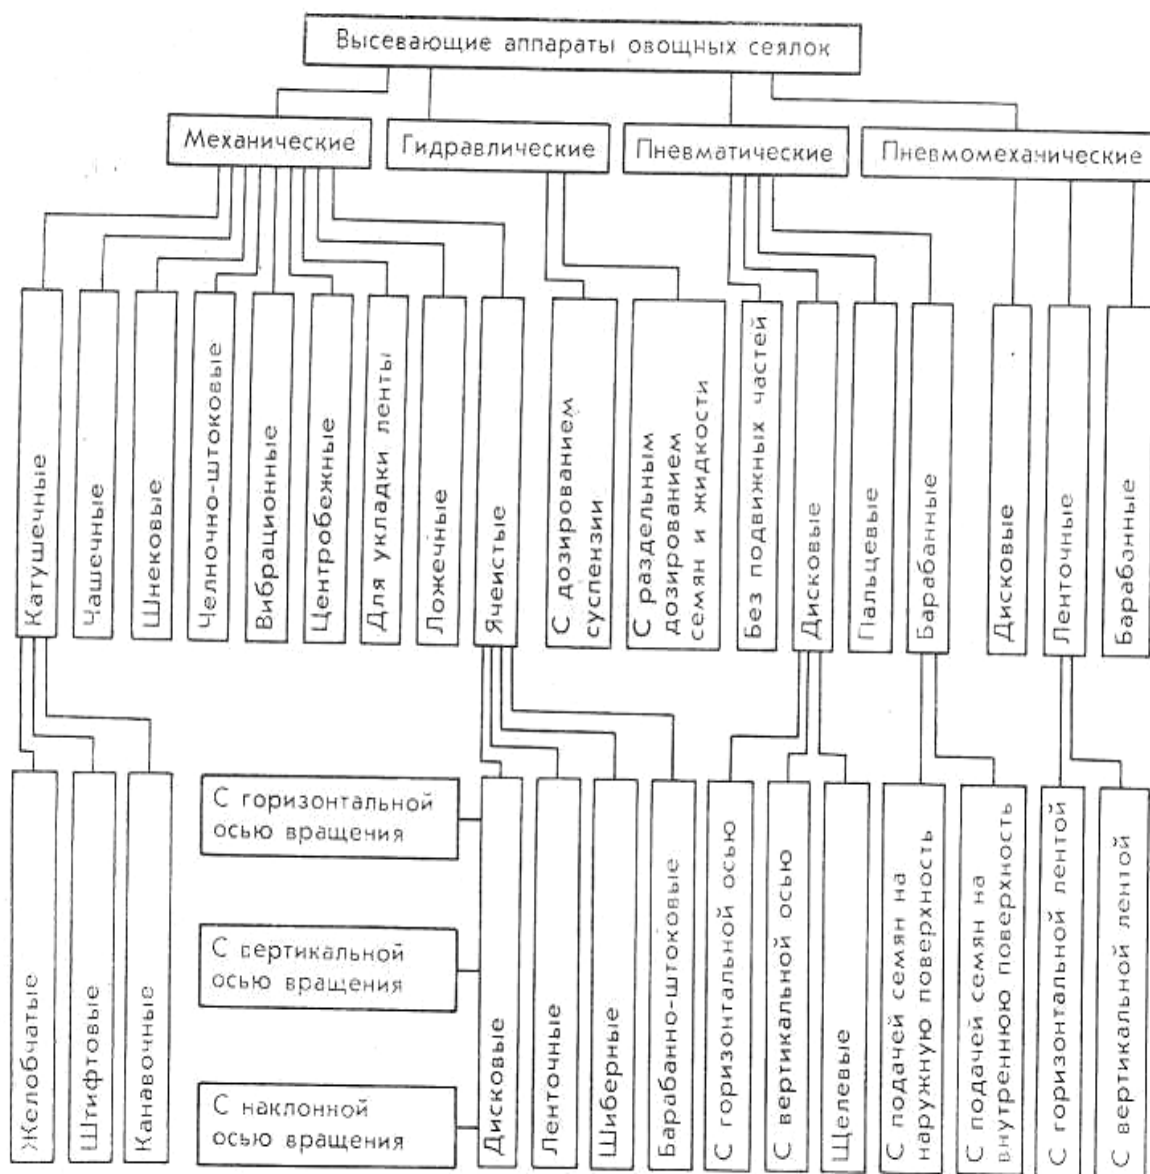 Высевающие аппараты овощных сеялок
Механические
Гидравлические
Пневматические
Пневмомеханические
Катушечные
Чашечные
Шнековые
Челночно-штоковые
Вибрационные
Центробежные
Для укладки ленты
Ложечные
Ячеистые
С дозированием
суспензии
С раздельным
дозированием
семян и жидкости
Без подвижных частей
Дисковые
Пальцевые
Барабанные
Дисковые
Ленточные
Барабанные
Желобчатые
Штифтовые
Канавочные
С горизонтальной
осью вращения
С вертикальной
осью вращения
С наклонной
осью вращения
Дисковые
Ленточные
Шиберные
Барабанно-штоковые
С горизонтальной осью
С вертикальной осью
Щелевые
С подачей семян на
наружную поверхность
С подачей семян на
внутреннюю поверхность
С горизонтальной лентой
С вертикальной лентой